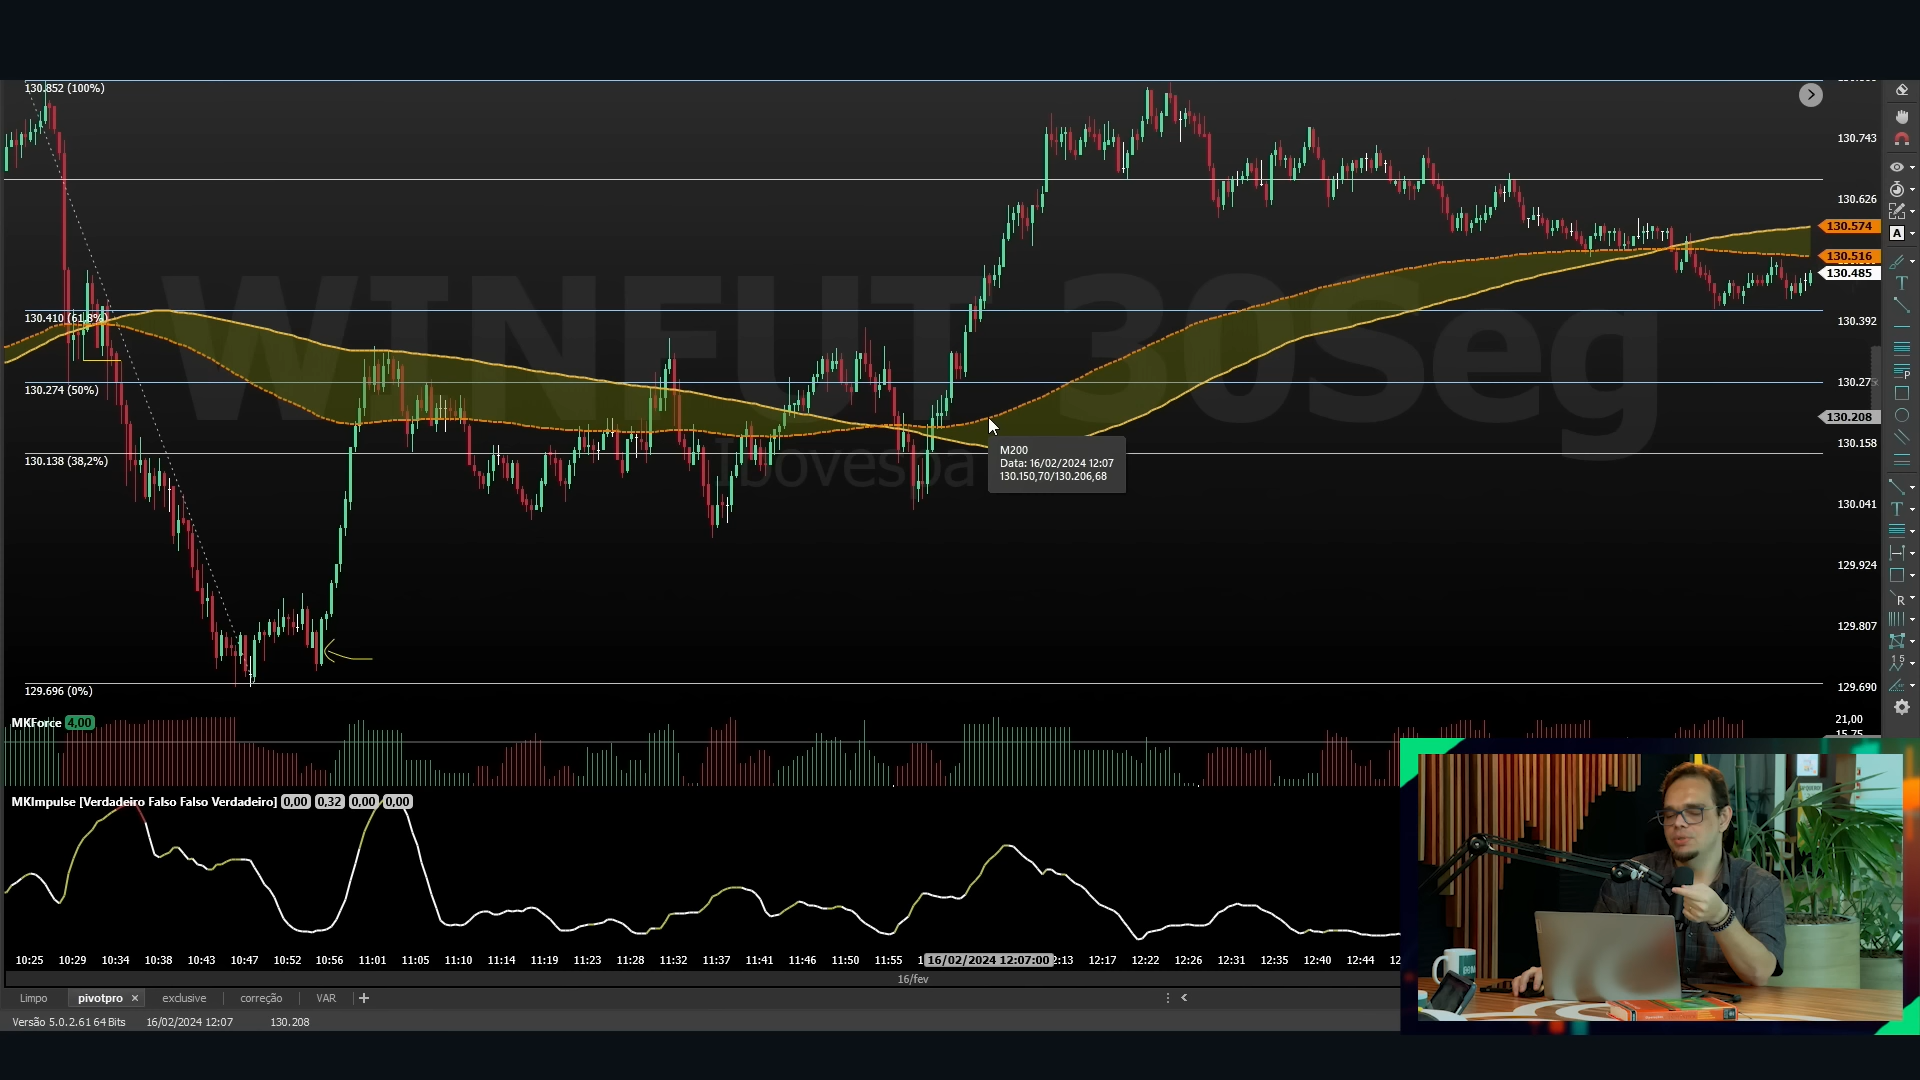 130.852 (100%)
130.743
130.626
130.574
130.516
130.485
WINFUT 30Seg
130.410 (61,8%)
130.392
130.274 (50%)
130.27
130.208
M200
Data: 16/02/2024 12:07
130.150,70/130.206,68
130.158
130.138 (38,2%)
Ibovespa
130.041
129.924
129.807
129.696 (0%)
129.690
MKForce 4,00
21,00
15,75
MKImpulse [Verdadeiro Falso Falso Verdadeiro] 0,00 0,32 0,00 0,00
10:25 10:29 10:34 10:38 10:43 10:47 10:52 10:56 11:01 11:05 11:10 11:14 11:19 11:23 11:28 11:32 11:37 11:41 11:46 11:50 11:55 16/02/2024 12:07:00 2:13 12:17 12:22 12:26 12:31 12:35 12:40 12:44
16/fev
Limpo pivotpro exclusive correção VAR
Versão 5.0.2.61 64 Bits 16/02/2024 12:07 130.208